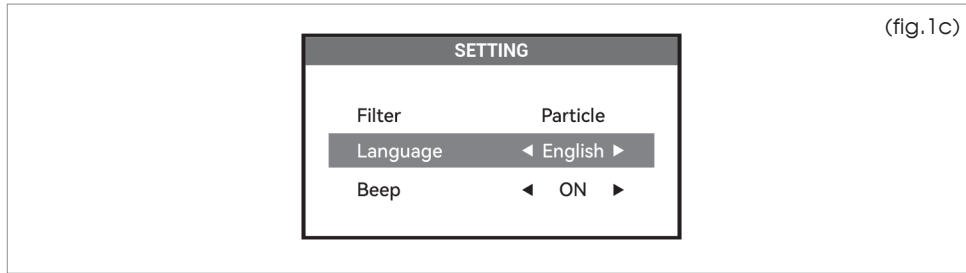 (fig.1c)
SETTING
Filter Particle
Language ◀ English ▶
Beep ◀ ON ▶